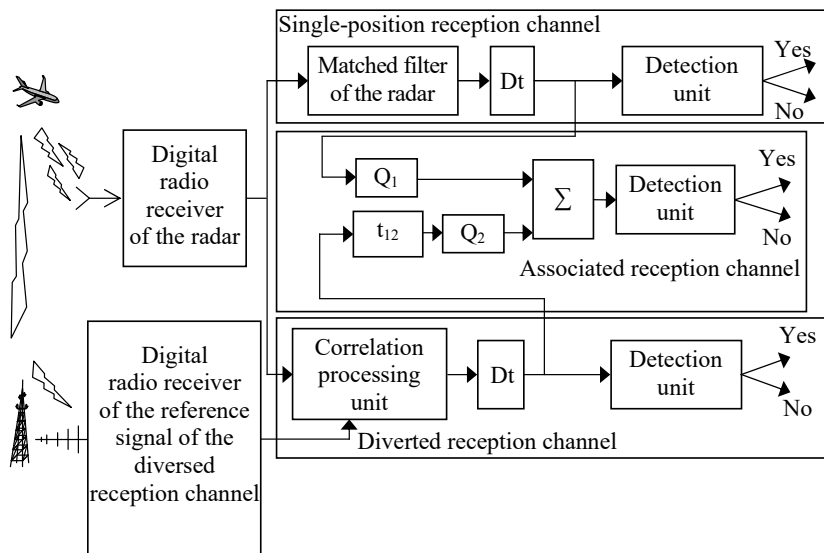 Single-position reception channel
Matched filter
of the radar
Dt
Detection
unit
Yes
No
Digital
radio
receiver
of the radar
Q1
t12
Q2
Σ
Detection
unit
Yes
No
Associated reception channel
Digital
radio receiver
of the reference
signal of the
diversed
reception channel
Correlation
processing
unit
Dt
Detection
unit
Yes
No
Diverted reception channel